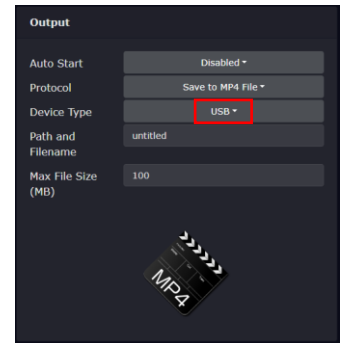 Output
Auto Start
Disabled
Protocol
Save to MP4 File
Device Type
USB
Path and
Filename
untitled
Max File Size
(MB)
100
MP4